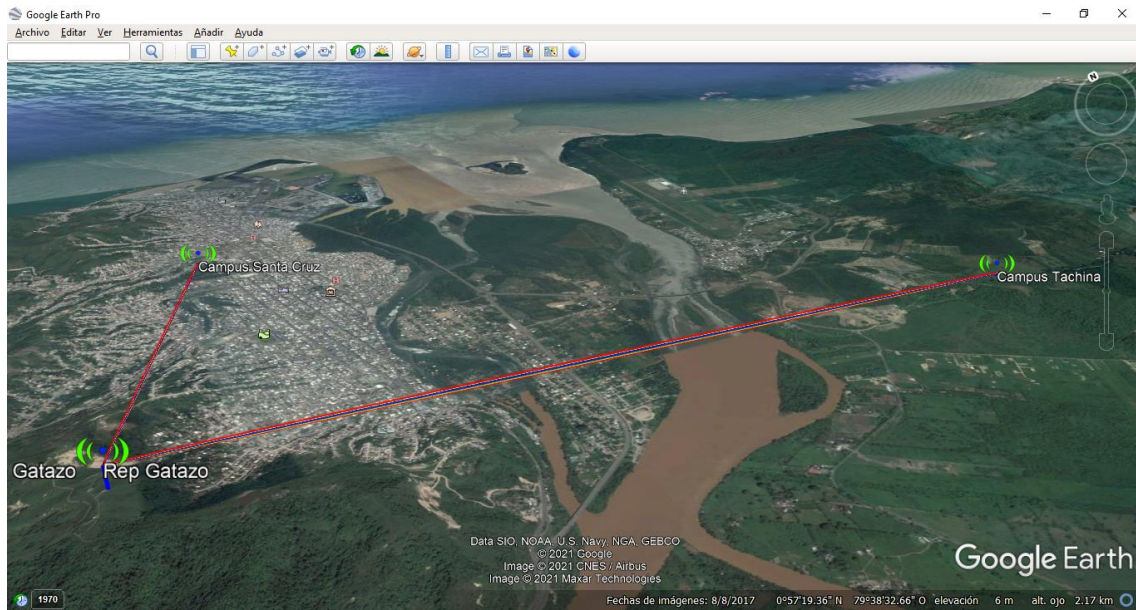 Google Earth Pro
Archivo Editar Ver Herramientas Añadir Ayuda
N
Campus Santa Cruz
Campus Tachina
Gatazo
Rep Gatazo
Data SIO, NOAA, U.S. Navy, NGA, GEBCO
© 2021 Google
Image © 2021 CNES / Airbus
Image © 2021 Maxar Technologies
Google Earth
1970
Fechas de imágenes: 8/8/2017 0°57'19.36" N 79°38'32.66" O elevación 6 m alt. ojo 2.17 km